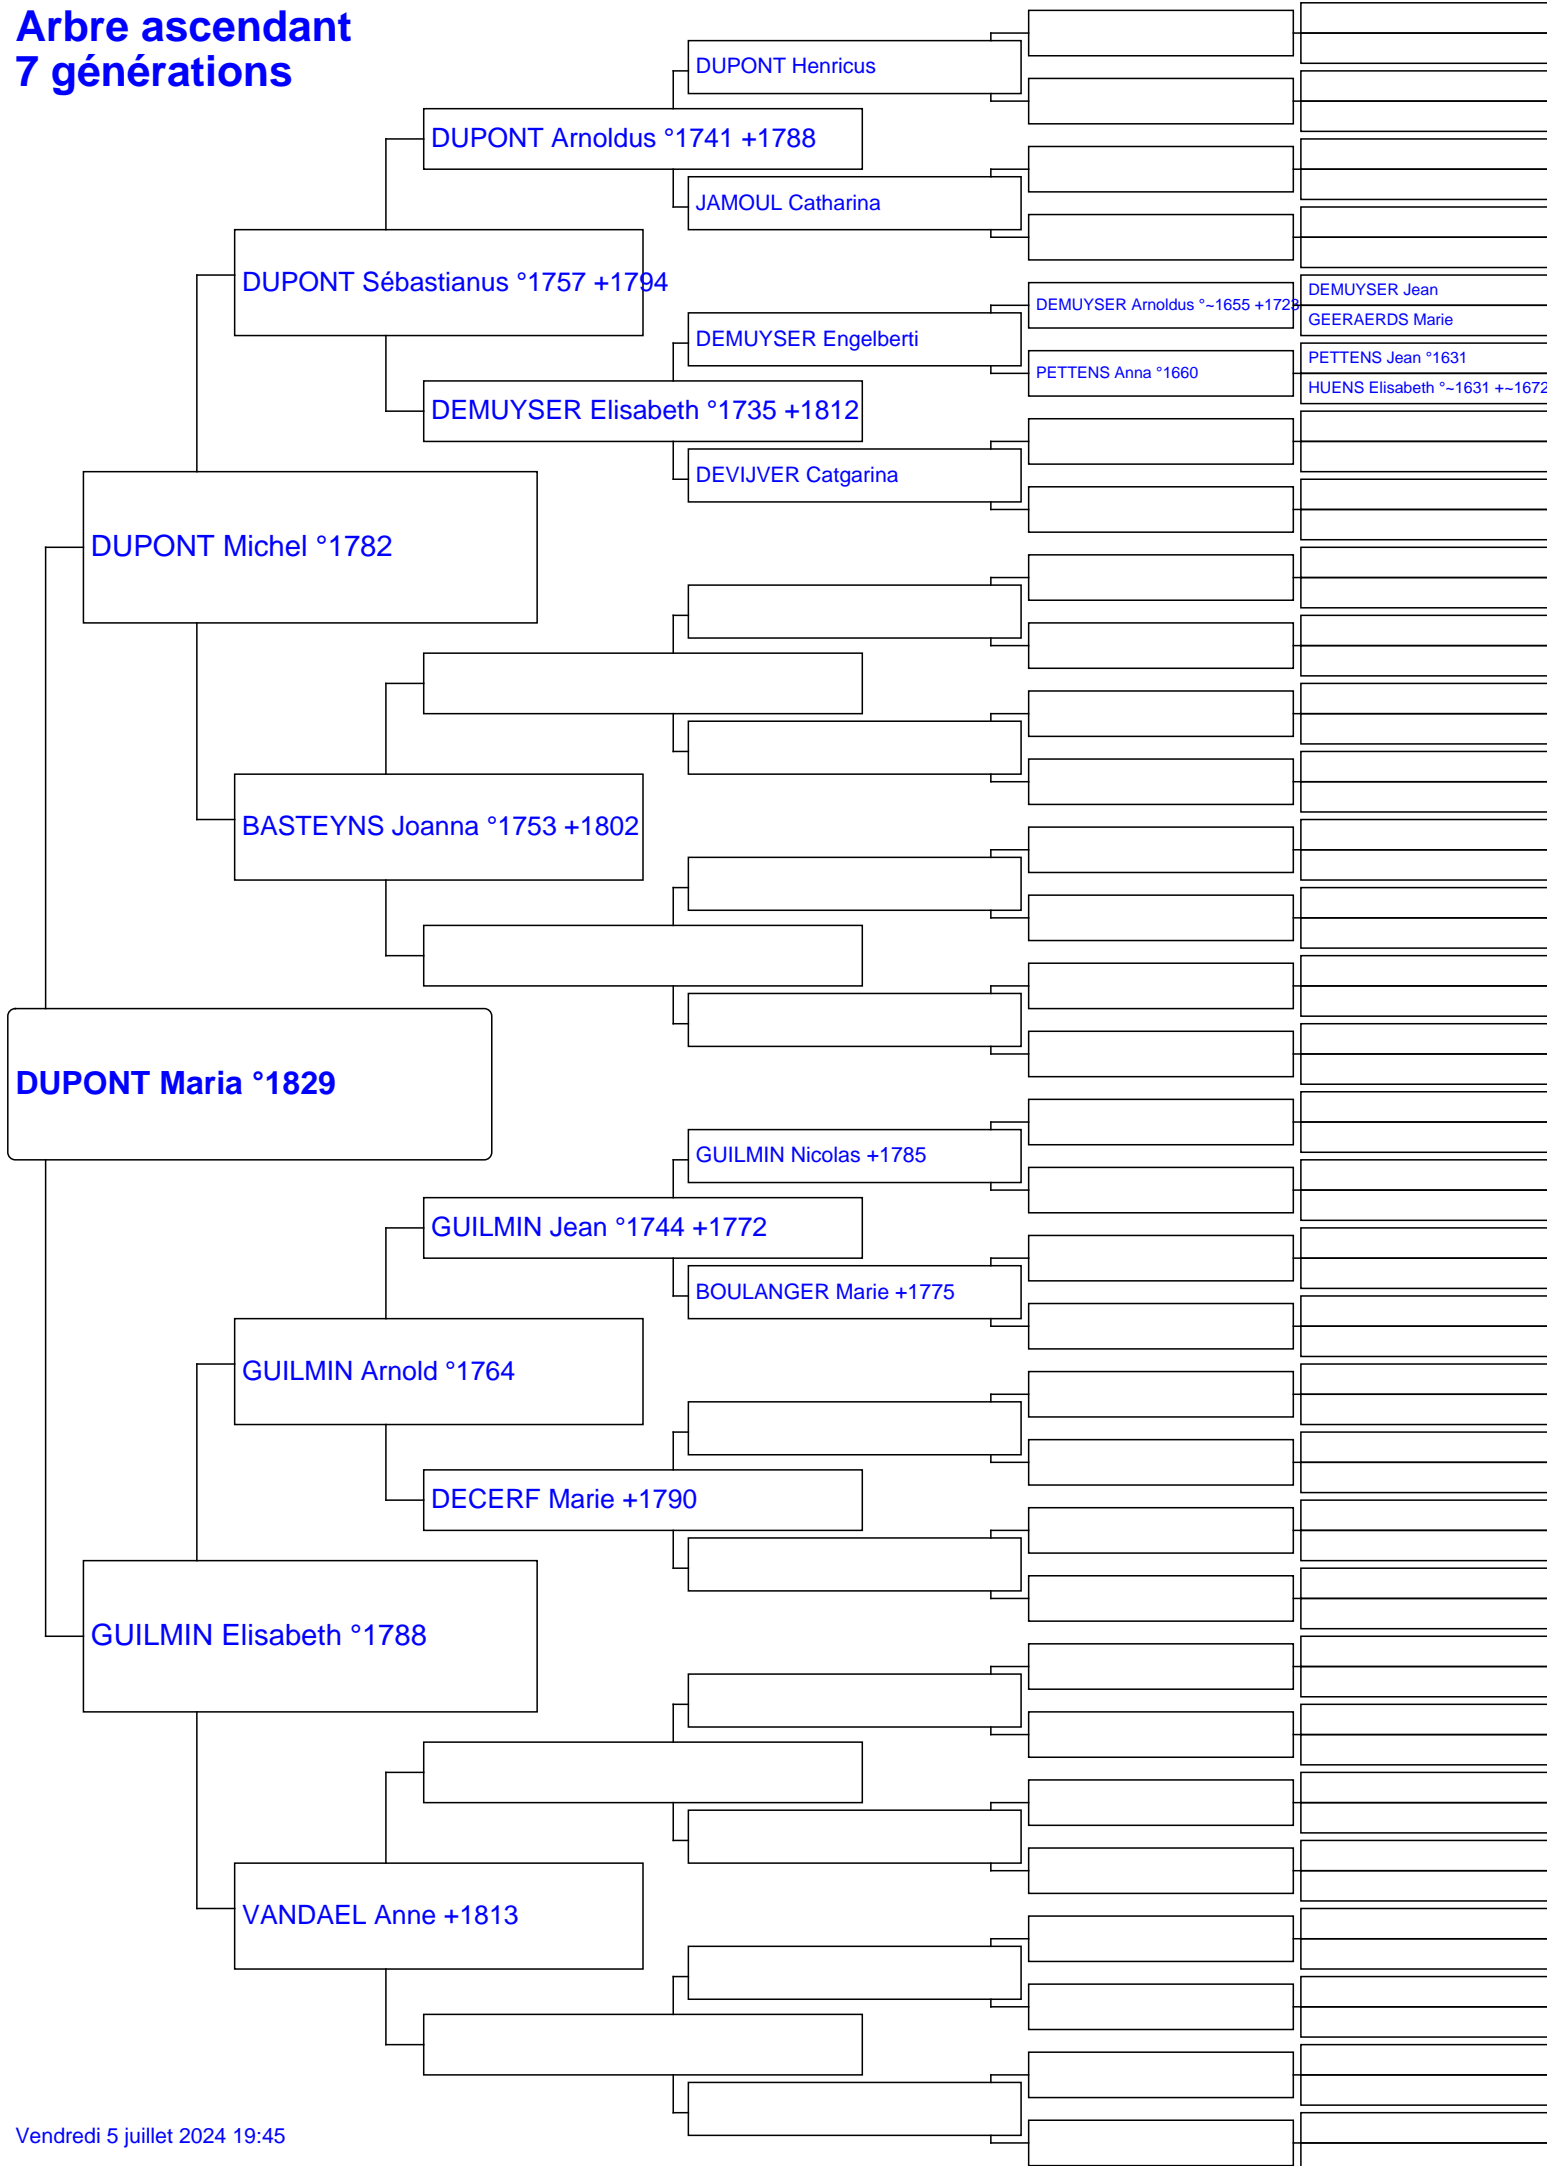 Arbre ascendant
7 générations
DUPONT Henricus
DUPONT Arnoldus °1741 +1788
JAMOUL Catharina
DUPONT Sébastianus °1757 +1794
DEMUYSER Jean
DEMUYSER Arnoldus °~1655 +1723
GEERAERDS Marie
DEMUYSER Engelberti
PETTENS Jean °1631
PETTENS Anna °1660
HUENS Elisabeth °~1631 +~1672
DEMUYSER Elisabeth °1735 +1812
DEVIJVER Catgarina
DUPONT Michel °1782
BASTEYNS Joanna °1753 +1802
DUPONT Maria °1829
GUILMIN Nicolas +1785
GUILMIN Jean °1744 +1772
BOULANGER Marie +1775
GUILMIN Arnold °1764
DECERF Marie +1790
GUILMIN Elisabeth °1788
VANDAEL Anne +1813
Vendredi 5 juillet 2024 19:45